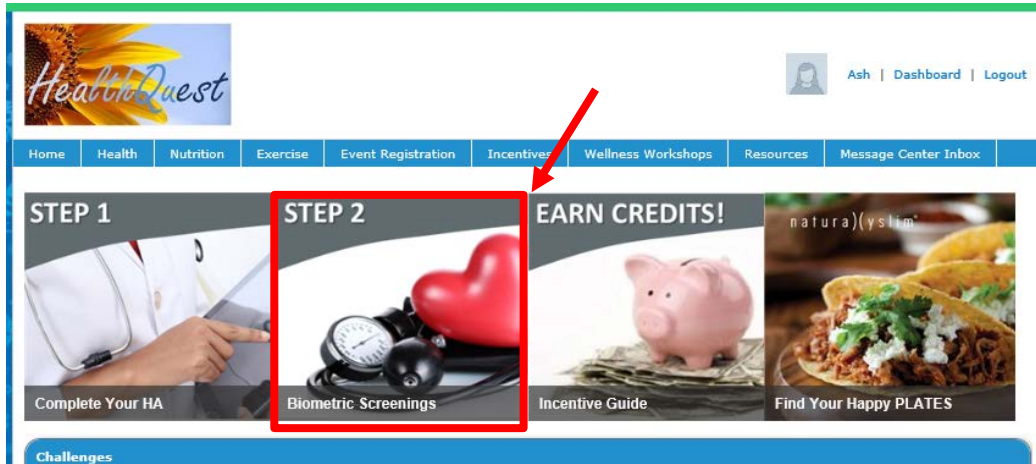 HealthQuest
Ash | Dashboard | Logout
Home Health Nutrition Exercise Event Registration Incentives Wellness Workshops Resources Message Center Inbox
STEP 1
Complete Your HA
STEP 2
Biometric Screenings
EARN CREDITS!
Incentive Guide
natura)(yslim
Find Your Happy PLATES
Challenges